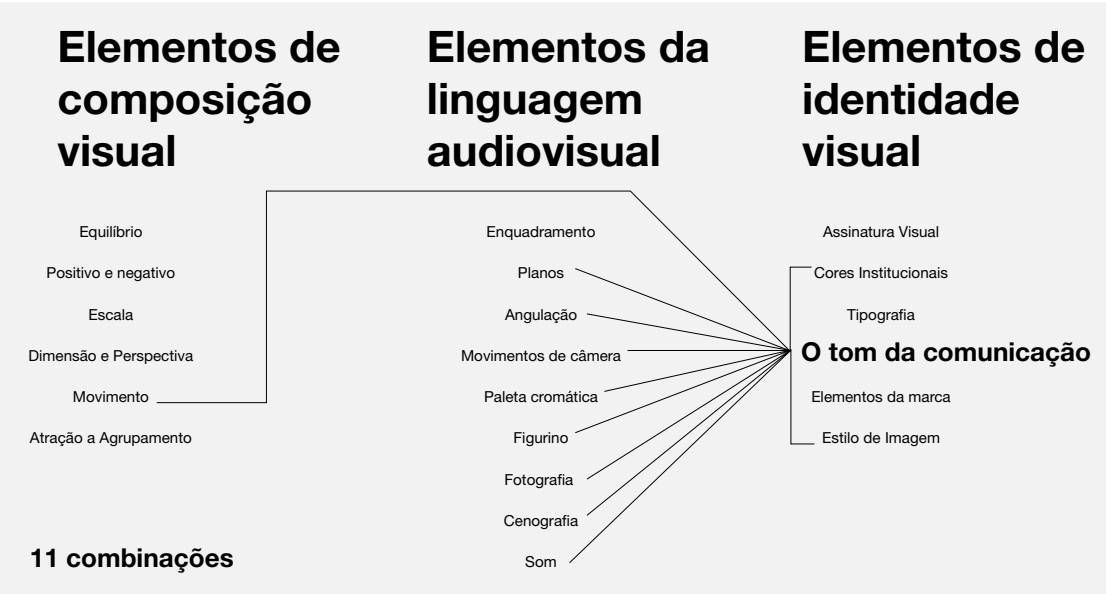 Elementos de
composição
visual
Equilíbrio
Positivo e negativo
Escala
Dimensão e Perspectiva
Movimento
Atração a Agrupamento
11 combinações
Elementos da
linguagem
audiovisual
Enquadramento
Planos
Angulação
Movimentos de câmera
Paleta cromática
Figurino
Fotografia
Cenografia
Som
Elementos de
identidade
visual
Assinatura Visual
Cores Institucionais
Tipografia
O tom da comunicação
Elementos da marca
Estilo de Imagem